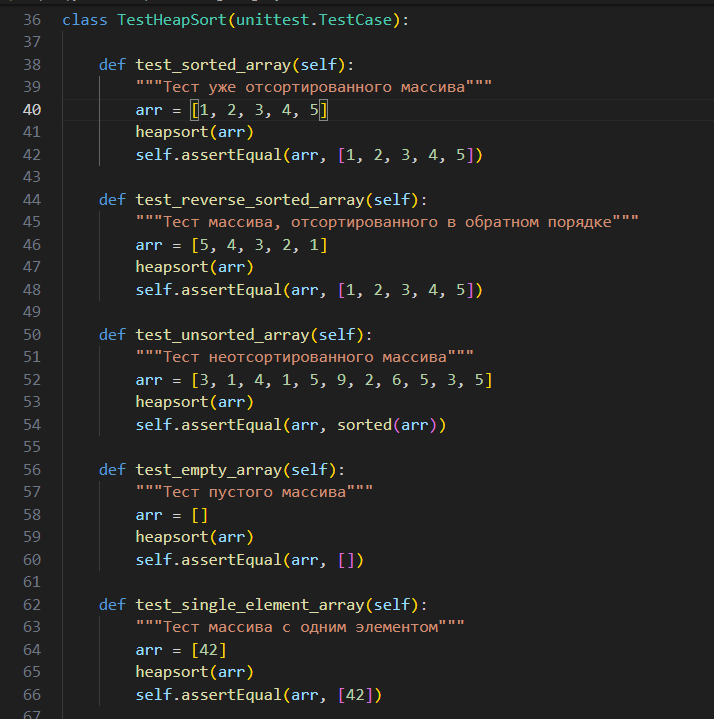 36 class TestHeapSort(unittest.TestCase):
37
38     def test_sorted_array(self):
39         """Тест уже отсортированного массива"""
40         arr = [1, 2, 3, 4, 5]
41         heapsort(arr)
42         self.assertEqual(arr, [1, 2, 3, 4, 5])
43
44     def test_reverse_sorted_array(self):
45         """Тест массива, отсортированного в обратном порядке"""
46         arr = [5, 4, 3, 2, 1]
47         heapsort(arr)
48         self.assertEqual(arr, [1, 2, 3, 4, 5])
49
50     def test_unsorted_array(self):
51         """Тест неотсортированного массива"""
52         arr = [3, 1, 4, 1, 5, 9, 2, 6, 5, 3, 5]
53         heapsort(arr)
54         self.assertEqual(arr, sorted(arr))
55
56     def test_empty_array(self):
57         """Тест пустого массива"""
58         arr = []
59         heapsort(arr)
60         self.assertEqual(arr, [])
61
62     def test_single_element_array(self):
63         """Тест массива с одним элементом"""
64         arr = [42]
65         heapsort(arr)
66         self.assertEqual(arr, [42])
67